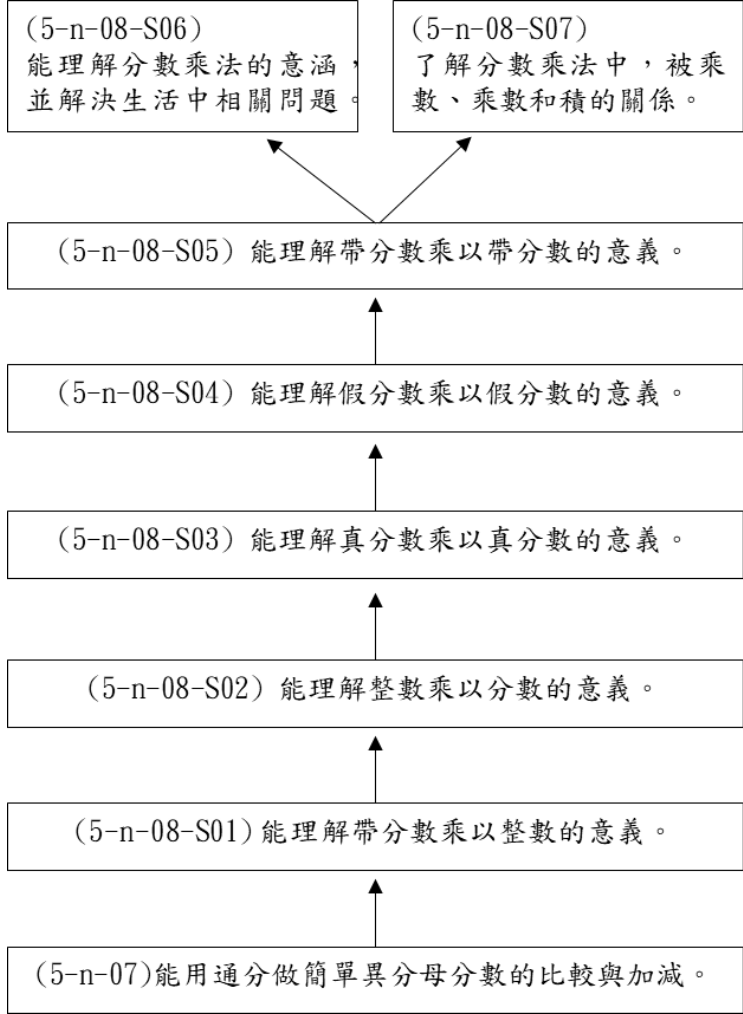 (5-n-08-S06)
能理解分數乘法的意涵，
並解決生活中相關問題。
(5-n-08-S07)
了解分數乘法中，被乘
數、乘數和積的關係。
(5-n-08-S05) 能理解帶分數乘以帶分數的意義。
(5-n-08-S04) 能理解假分數乘以假分數的意義。
(5-n-08-S03) 能理解真分數乘以真分數的意義。
(5-n-08-S02) 能理解整數乘以分數的意義。
(5-n-08-S01)能理解帶分數乘以整數的意義。
(5-n-07)能用通分做簡單異分母分數的比較與加減。